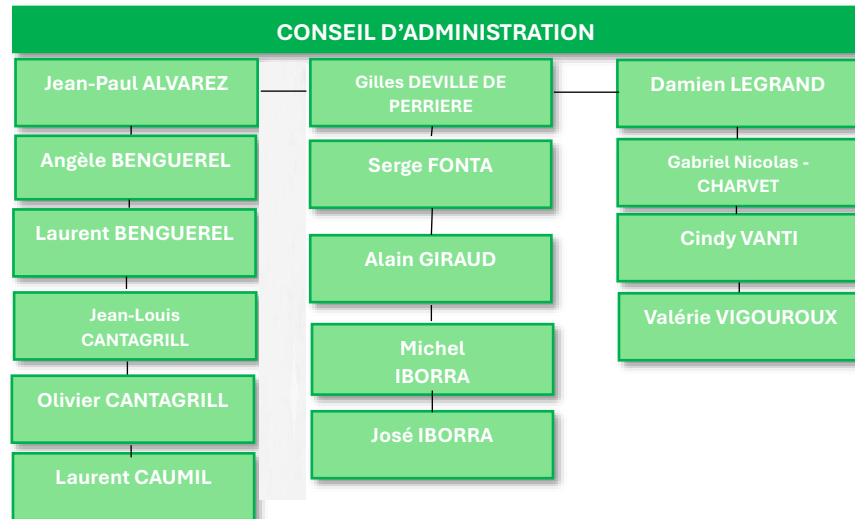 CONSEIL D’ADMINISTRATION
Jean-Paul ALVAREZ
Angèle BENGUEREL
Laurent BENGUEREL
Jean-Louis
CANTAGRILL
Olivier CANTAGRILL
Laurent CAUMIL
Gilles DEVILLE DE
PERRIERE
Serge FONTA
Alain GIRAUD
Michel
IBORRA
José IBORRA
Damien LEGRAND
Gabriel Nicolas -
CHARVET
Cindy VANTI
Valérie VIGOUROUX